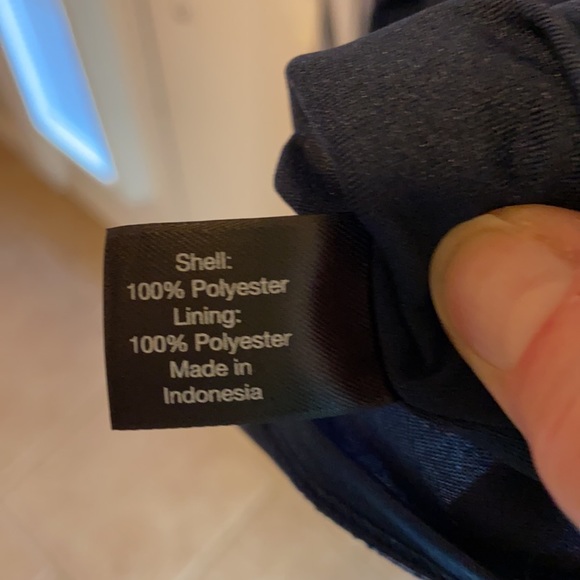 Shell:
100% Polyester
Lining:
100% Polyester
Made in
Indonesia